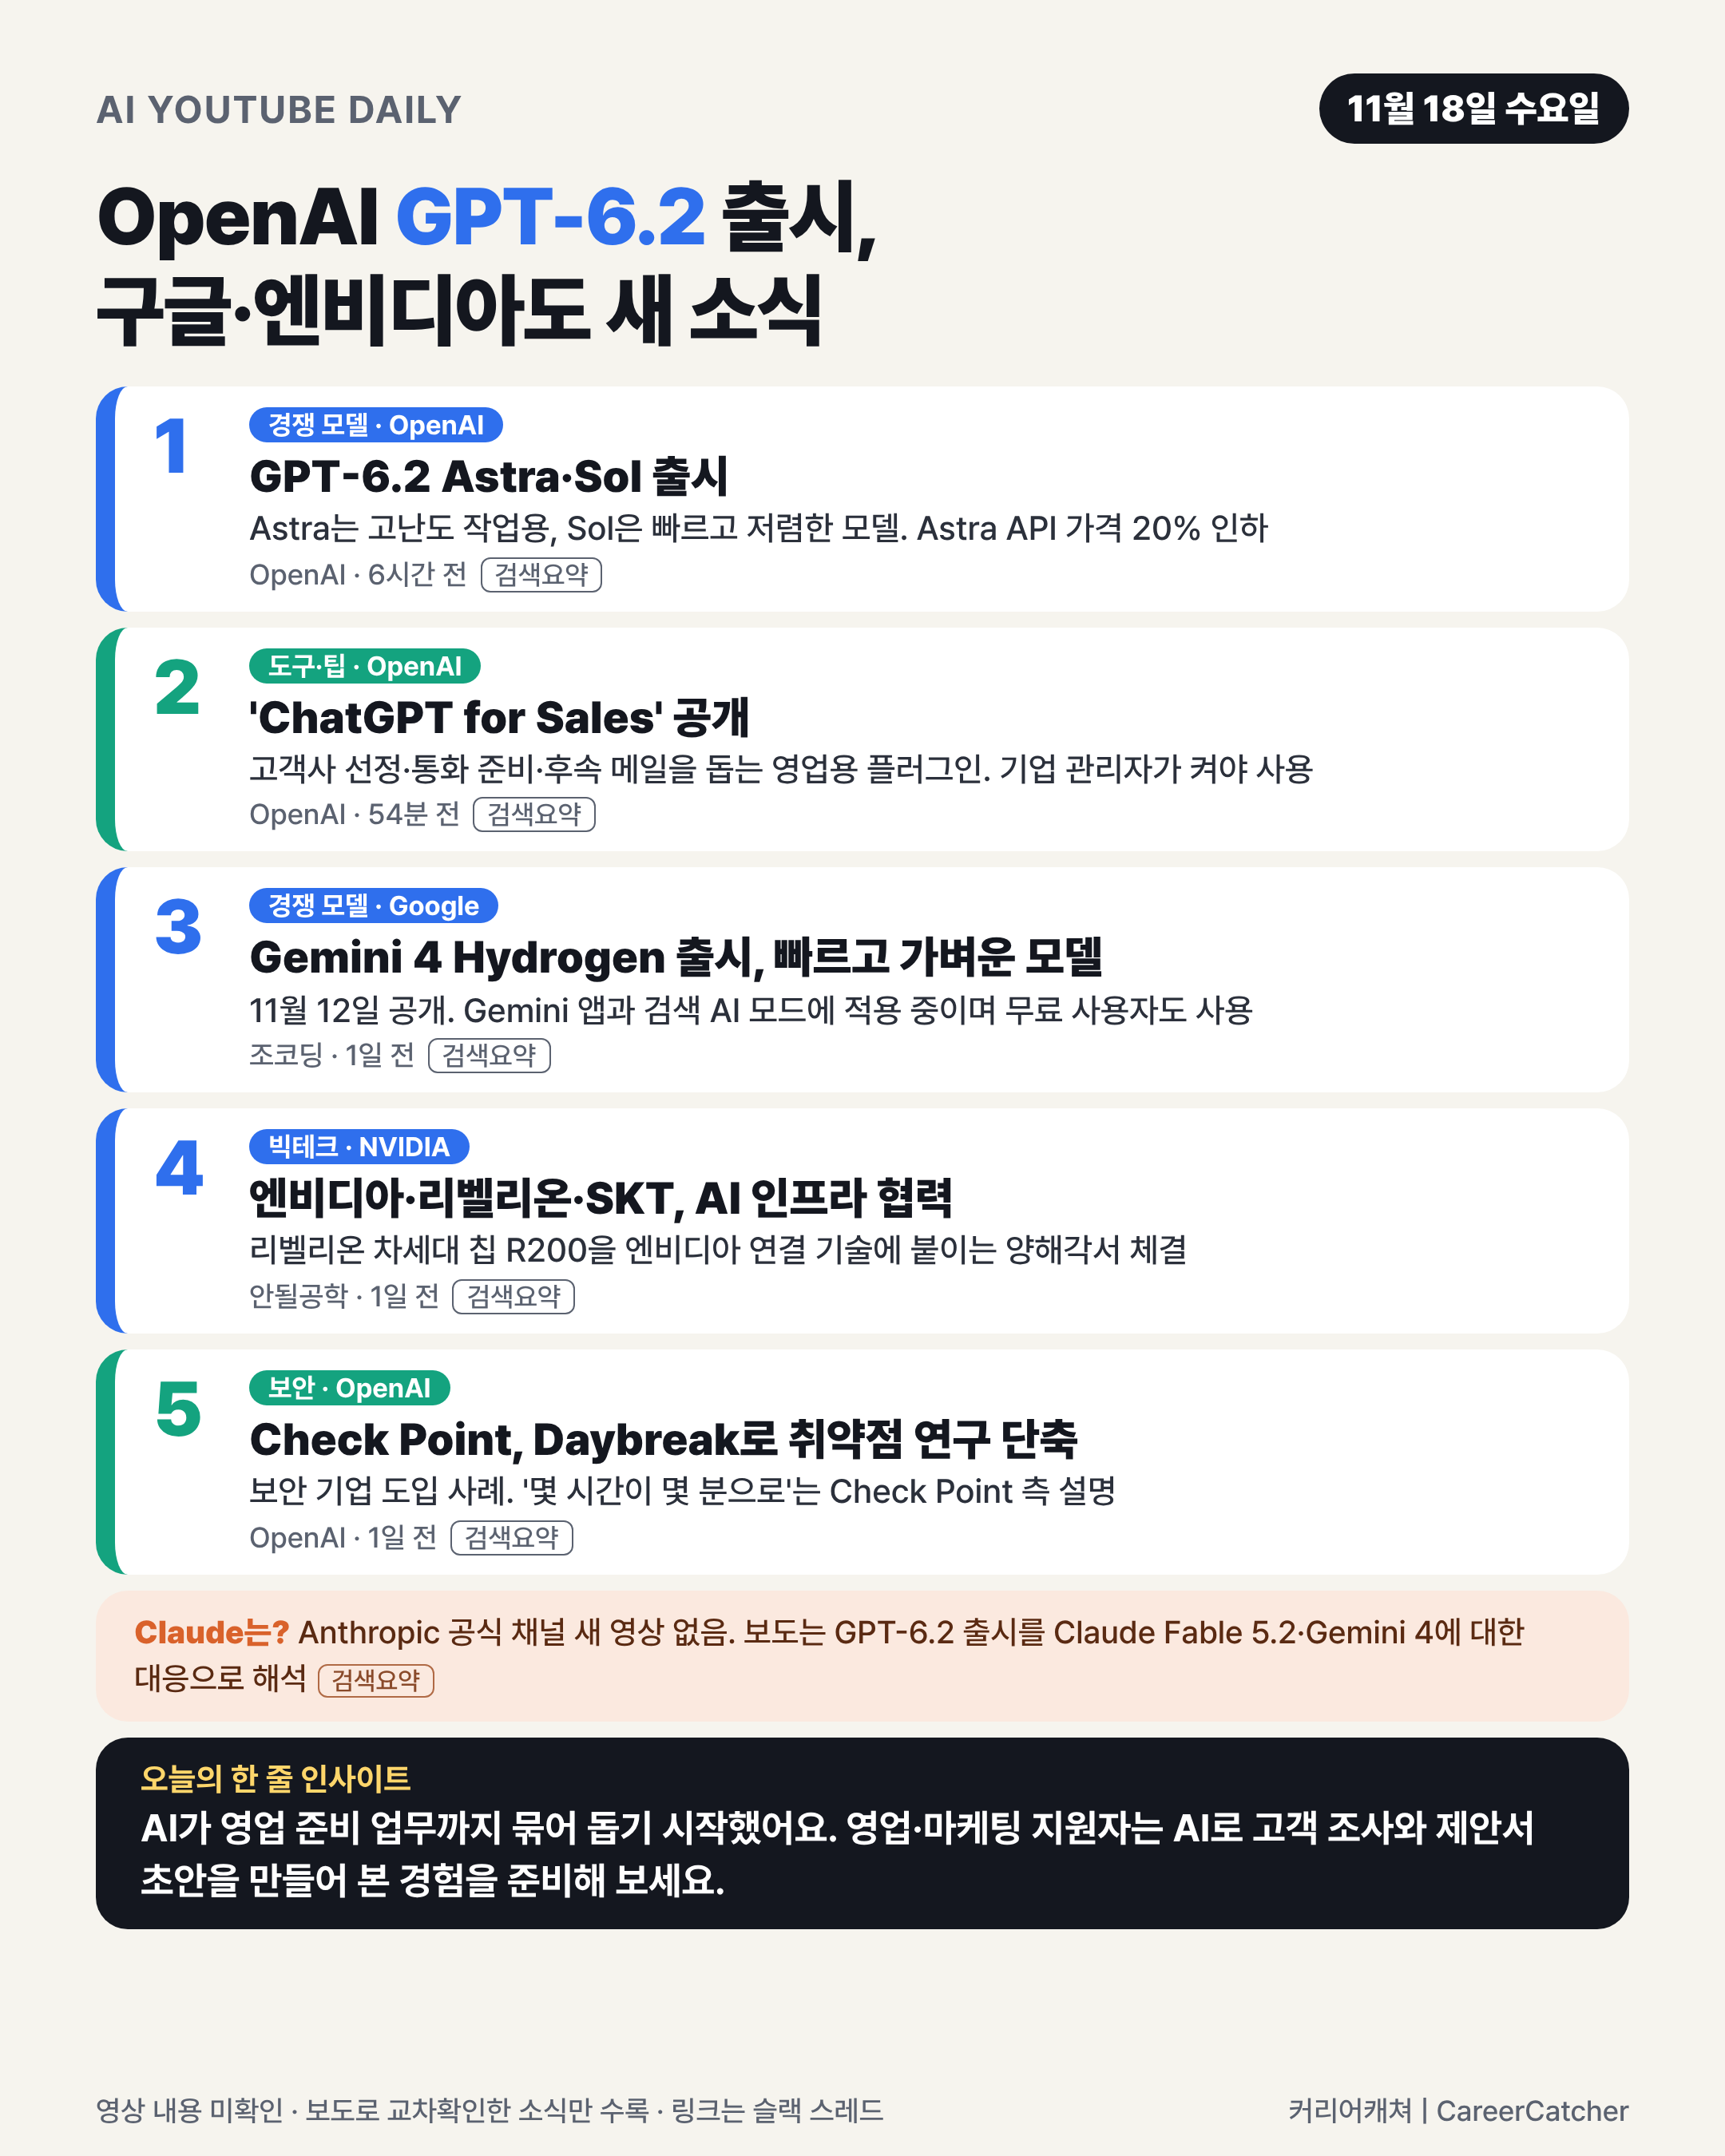 AI YOUTUBE DAILY
11월 18일 수요일
OpenAI GPT-6.2 출시,
구글·엔비디아도 새 소식
1
경쟁 모델 · OpenAI
GPT-6.2 Astra·Sol 출시
Astra는 고난도 작업용, Sol은 빠르고 저렴한 모델. Astra API 가격 20% 인하
OpenAI · 6시간 전 검색요약
2
도구·팁 · OpenAI
'ChatGPT for Sales' 공개
고객사 선정·통화 준비·후속 메일을 돕는 영업용 플러그인. 기업 관리자가 켜야 사용
OpenAI · 54분 전 검색요약
3
경쟁 모델 · Google
Gemini 4 Hydrogen 출시, 빠르고 가벼운 모델
11월 12일 공개. Gemini 앱과 검색 AI 모드에 적용 중이며 무료 사용자도 사용
조코딩 · 1일 전 검색요약
4
빅테크 · NVIDIA
엔비디아·리벨리온·SKT, AI 인프라 협력
리벨리온 차세대 칩 R200을 엔비디아 연결 기술에 붙이는 양해각서 체결
안될공학 · 1일 전 검색요약
5
보안 · OpenAI
Check Point, Daybreak로 취약점 연구 단축
보안 기업 도입 사례. '몇 시간이 몇 분으로'는 Check Point 측 설명
OpenAI · 1일 전 검색요약
Claude는? Anthropic 공식 채널 새 영상 없음. 보도는 GPT-6.2 출시를 Claude Fable 5.2·Gemini 4에 대한
대응으로 해석 검색요약
오늘의 한 줄 인사이트
AI가 영업 준비 업무까지 묶어 돕기 시작했어요. 영업·마케팅 지원자는 AI로 고객 조사와 제안서
초안을 만들어 본 경험을 준비해 보세요.
영상 내용 미확인 · 보도로 교차확인한 소식만 수록 · 링크는 슬랙 스레드
커리어캐쳐 | CareerCatcher